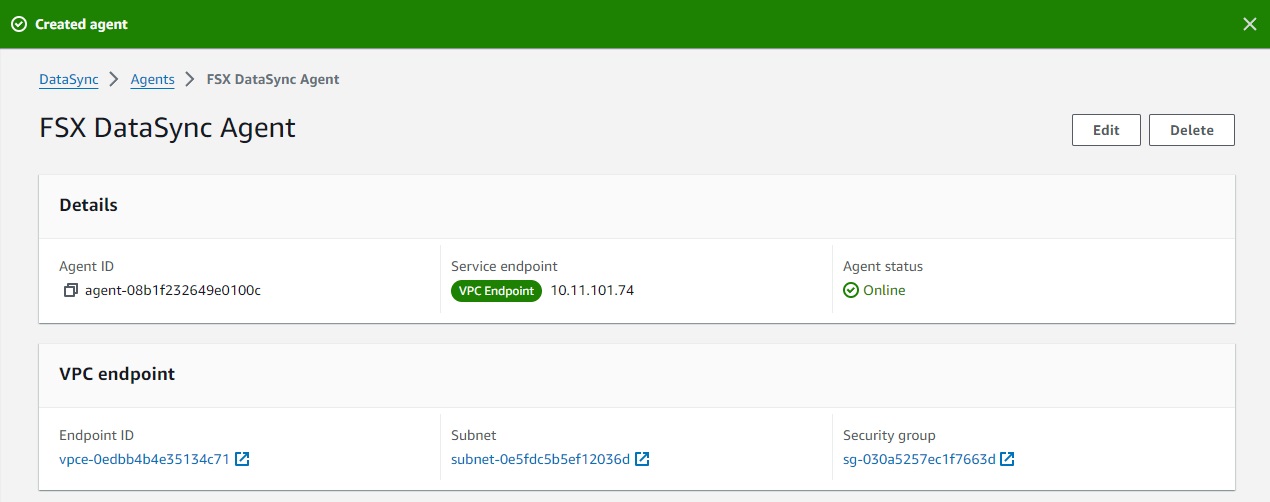 Created agent
DataSync > Agents > FSX DataSync Agent
FSX DataSync Agent
Edit
Delete
Details
Agent ID
agent-08b1f232649e0100c
Service endpoint
VPC Endpoint 10.11.101.74
Agent status
Online
VPC endpoint
Endpoint ID
vpce-0edbb4b4e35134c71
Subnet
subnet-0e5fdc5b5ef12036d
Security group
sg-030a5257ec1f7663d